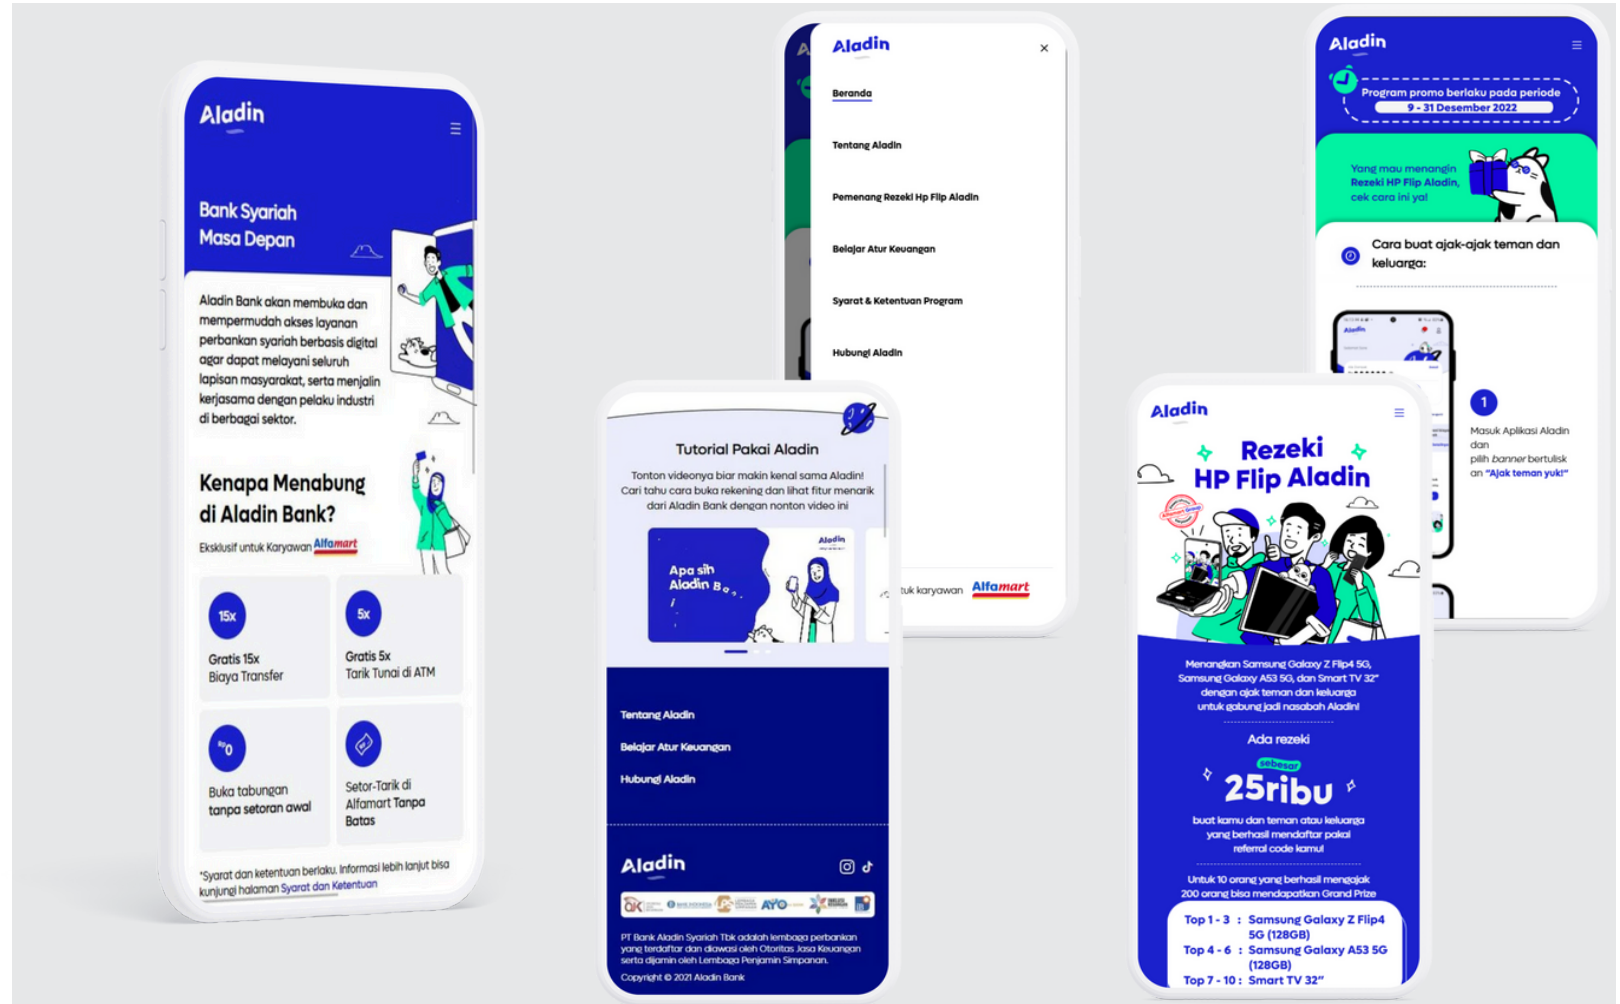 Aladin
Bank Syariah
Masa Depan
Aladin Bank akan membuka dan
mempermudah akses layanan
perbankan syariah berbasis digital
agar dapat melayani seluruh
lapisan masyarakat, serta menjalin
kerjasama dengan pelaku industri
di berbagai sektor.
Kenapa Menabung
di Aladin Bank?
Eksklusif untuk Karyawan Alfamart
15x
Gratis 15x
Biaya Transfer
5x
Gratis 5x
Tarik Tunai di ATM
RP0
Buka tabungan
tanpa setoran awal
Setor-Tarik di
Alfamart Tanpa
Batas
*Syarat dan ketentuan berlaku. Informasi lebih lanjut bisa
kunjungi halaman Syarat dan Ketentuan
Aladin
Beranda
Tentang Aladin
Pemenang Rezeki Hp Flip Aladin
Belajar Atur Keuangan
Syarat & Ketentuan Program
Hubungi Aladin
tuk karyawan Alfamart
Tutorial Pakai Aladin
Tonton videonya biar makin kenal sama Aladin!
Cari tahu cara buka rekening dan lihat fitur menarik
dari Aladin Bank dengan nonton video ini
Aladin
Apa sih
Aladin Ba
Tentang Aladin
Belajar Atur Keuangan
Hubungi Aladin
Aladin
BANK INDONESIA
AYO
PT Bank Aladin Syariah Tbk adalah lembaga perbankan
yang terdaftar dan diawasi oleh Otoritas Jasa Keuangan
serta dijamin oleh Lembaga Penjamin Simpanan.
Copyright © 2021 Aladin Bank
Aladin
Program promo berlaku pada periode
9 - 31 Desember 2022
Yang mau menangin
Rezeki HP Flip Aladin,
cek cara ini ya!
Cara buat ajak-ajak teman dan
keluarga:
Aladin
1
Masuk Aplikasi Aladin
dan
pilih banner bertulisk
an "Ajak teman yuk!"
Aladin
Rezeki
HP Flip Aladin
Alfamart Group
Menangkan Samsung Galaxy Z Flip4 5G,
Samsung Galaxy A53 5G, dan Smart TV 32"
dengan ajak teman dan keluarga
untuk gabung jadi nasabah Aladin!
Ada rezeki
sebesar
25ribu
buat kamu dan teman atau keluarga
yang berhasil mendaftar pakai
referral code kamu!
Untuk 10 orang yang berhasil mengajak
200 orang bisa mendapatkan Grand Prize
Top 1 - 3 : Samsung Galaxy Z Flip4
5G (128GB)
Top 4 - 6 : Samsung Galaxy A53 5G
(128GB)
Top 7 - 10 : Smart TV 32"